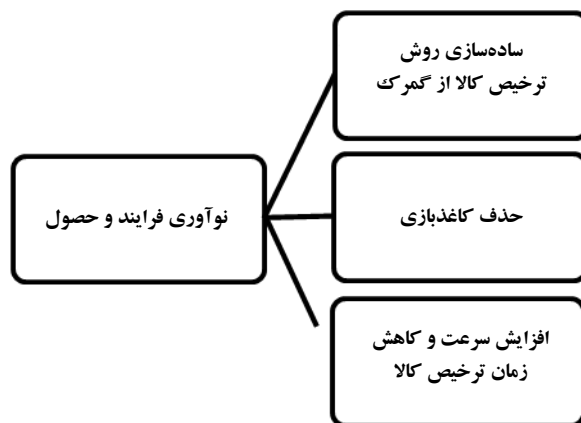 ساده‌سازی روش
ترخیص کالا از گمرک
نوآوری فرایند و حصول
حذف کاغذبازی
افزایش سرعت و کاهش
زمان ترخیص کالا